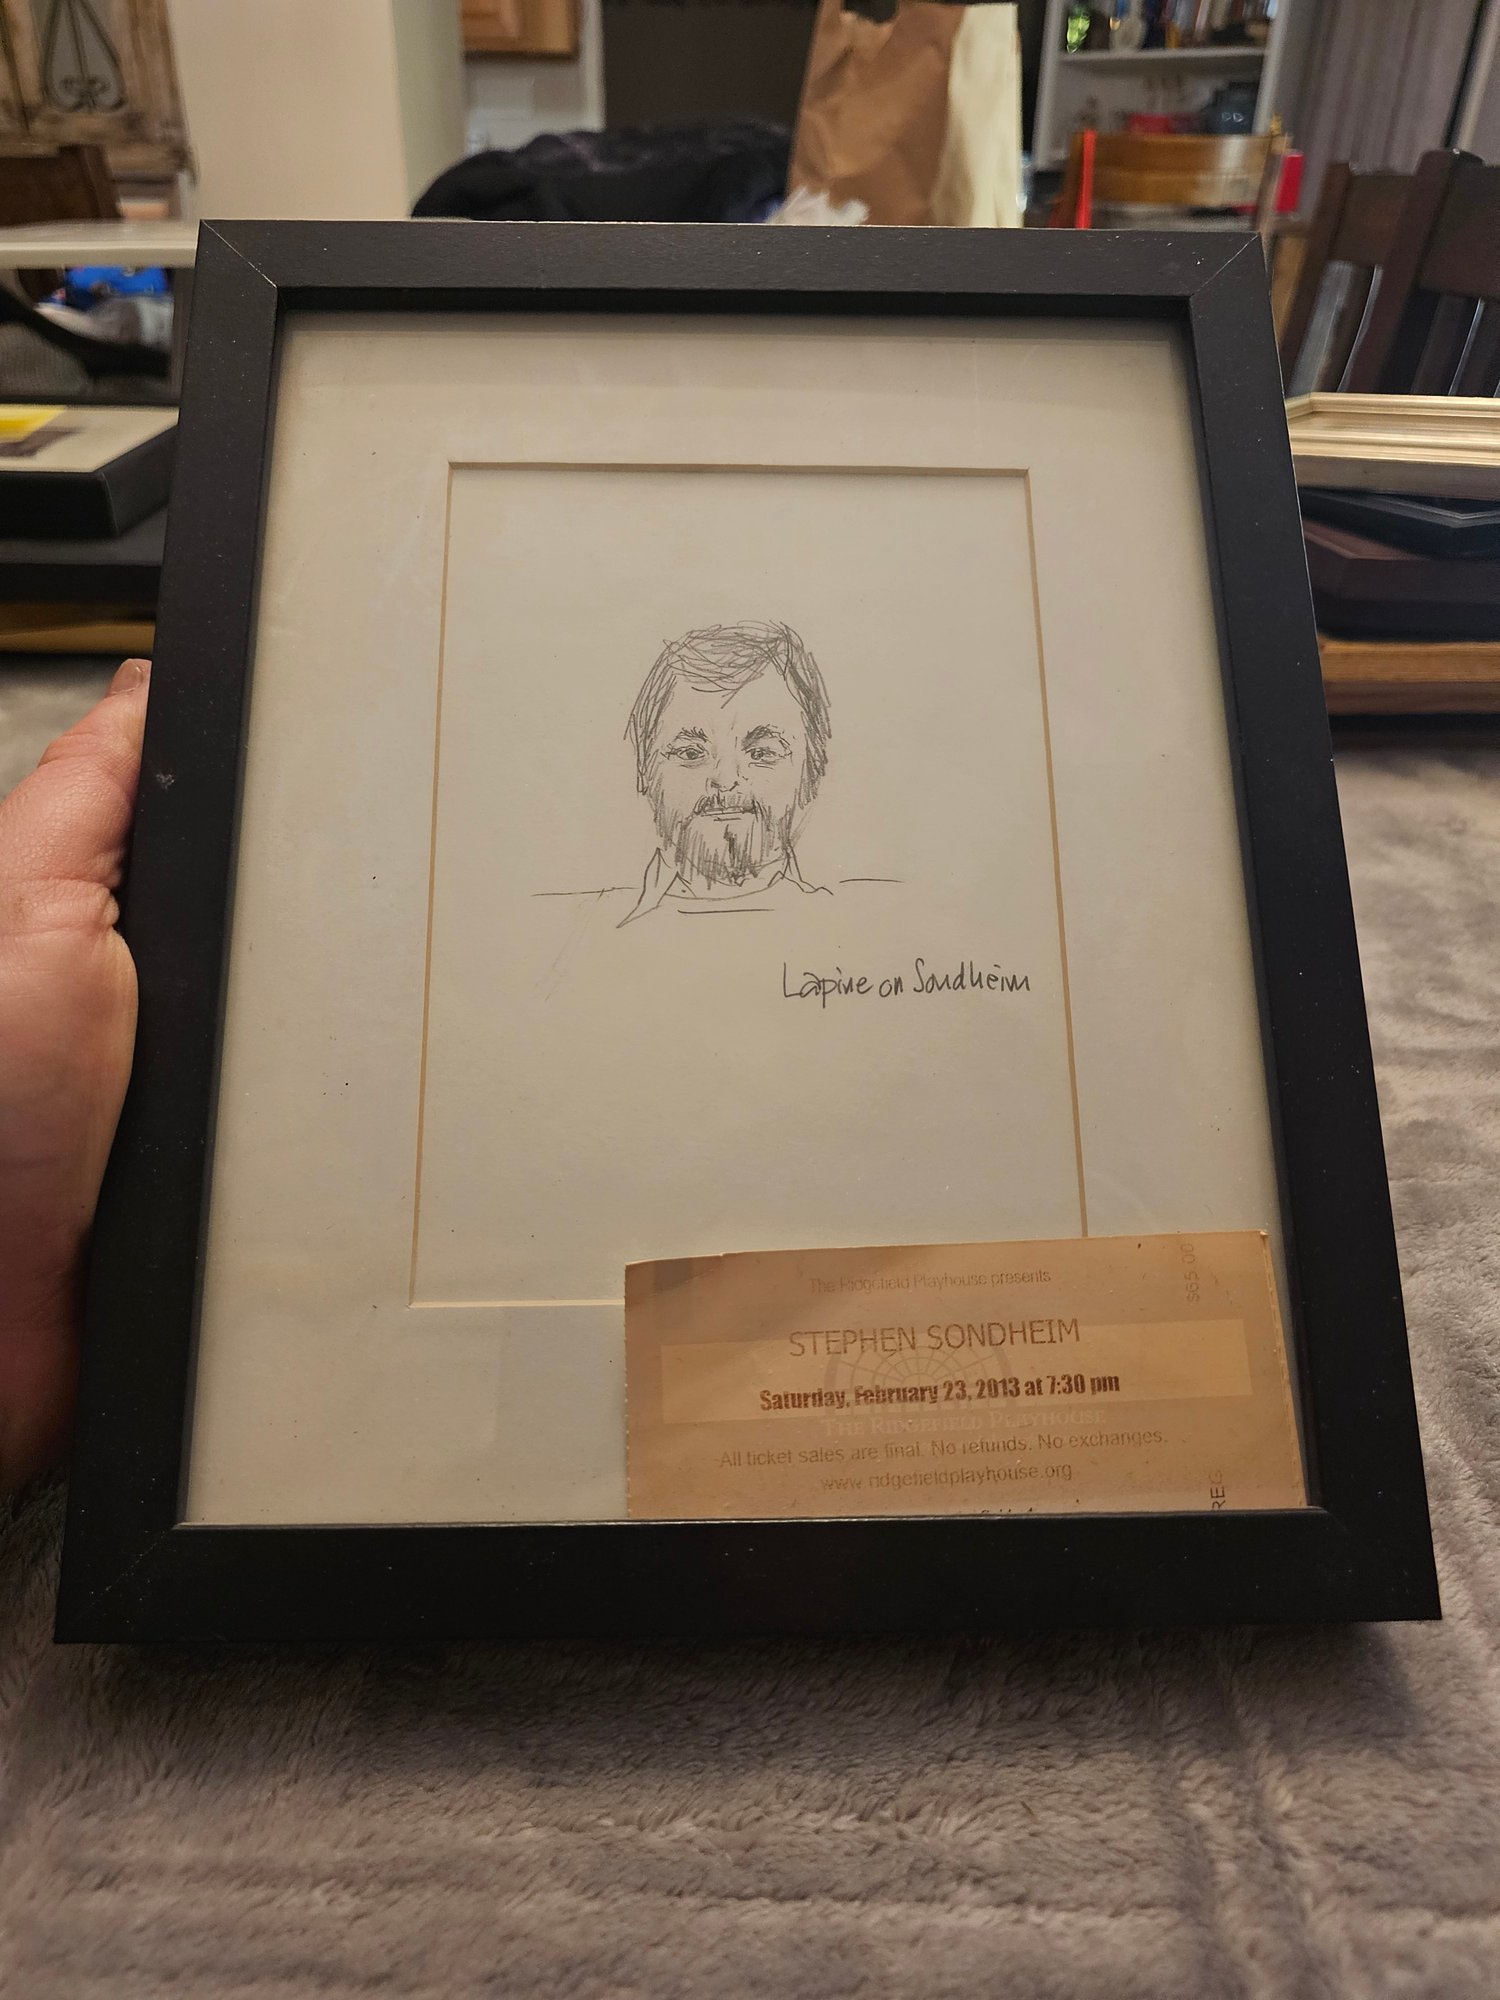 Lapine on Sondheim
The Ridgefield Playhouse presents
$65.00
STEPHEN SONDHEIM
Saturday, February 23, 2013 at 7:30 pm
THE RIDGEFIELD PLAYHOUSE
All ticket sales are final. No refunds. No exchanges.
www.ridgefieldplayhouse.org
REG